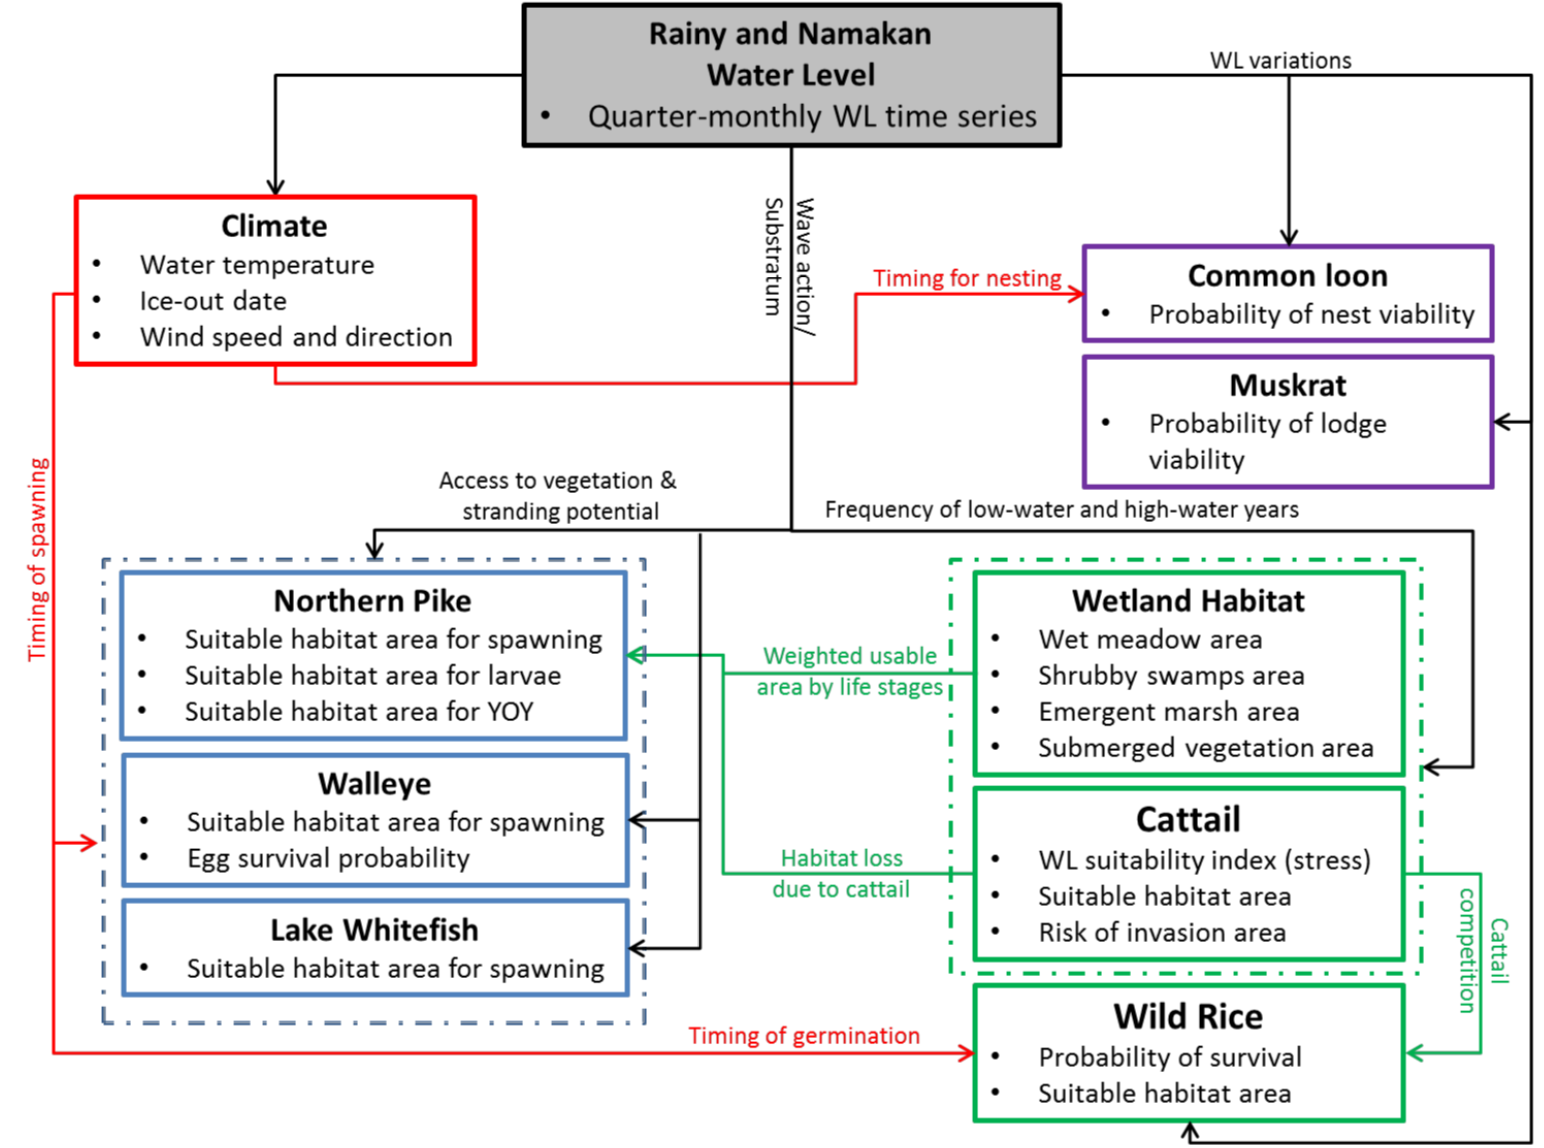 Rainy and Namakan
Water Level
• Quarter-monthly WL time series
WL variations
Climate
• Water temperature
• Ice-out date
• Wind speed and direction
Wave action/
Substratum
Timing for nesting
Common loon
• Probability of nest viability
Muskrat
• Probability of lodge
viability
Timing of spawning
Access to vegetation &
stranding potential
Frequency of low-water and high-water years
Northern Pike
• Suitable habitat area for spawning
• Suitable habitat area for larvae
• Suitable habitat area for YOY
Walleye
• Suitable habitat area for spawning
• Egg survival probability
Lake Whitefish
• Suitable habitat area for spawning
Weighted usable
area by life stages
Habitat loss
due to cattail
Wetland Habitat
• Wet meadow area
• Shrubby swamps area
• Emergent marsh area
• Submerged vegetation area
Cattail
• WL suitability index (stress)
• Suitable habitat area
• Risk of invasion area
Cattail
competition
Timing of germination
Wild Rice
• Probability of survival
• Suitable habitat area